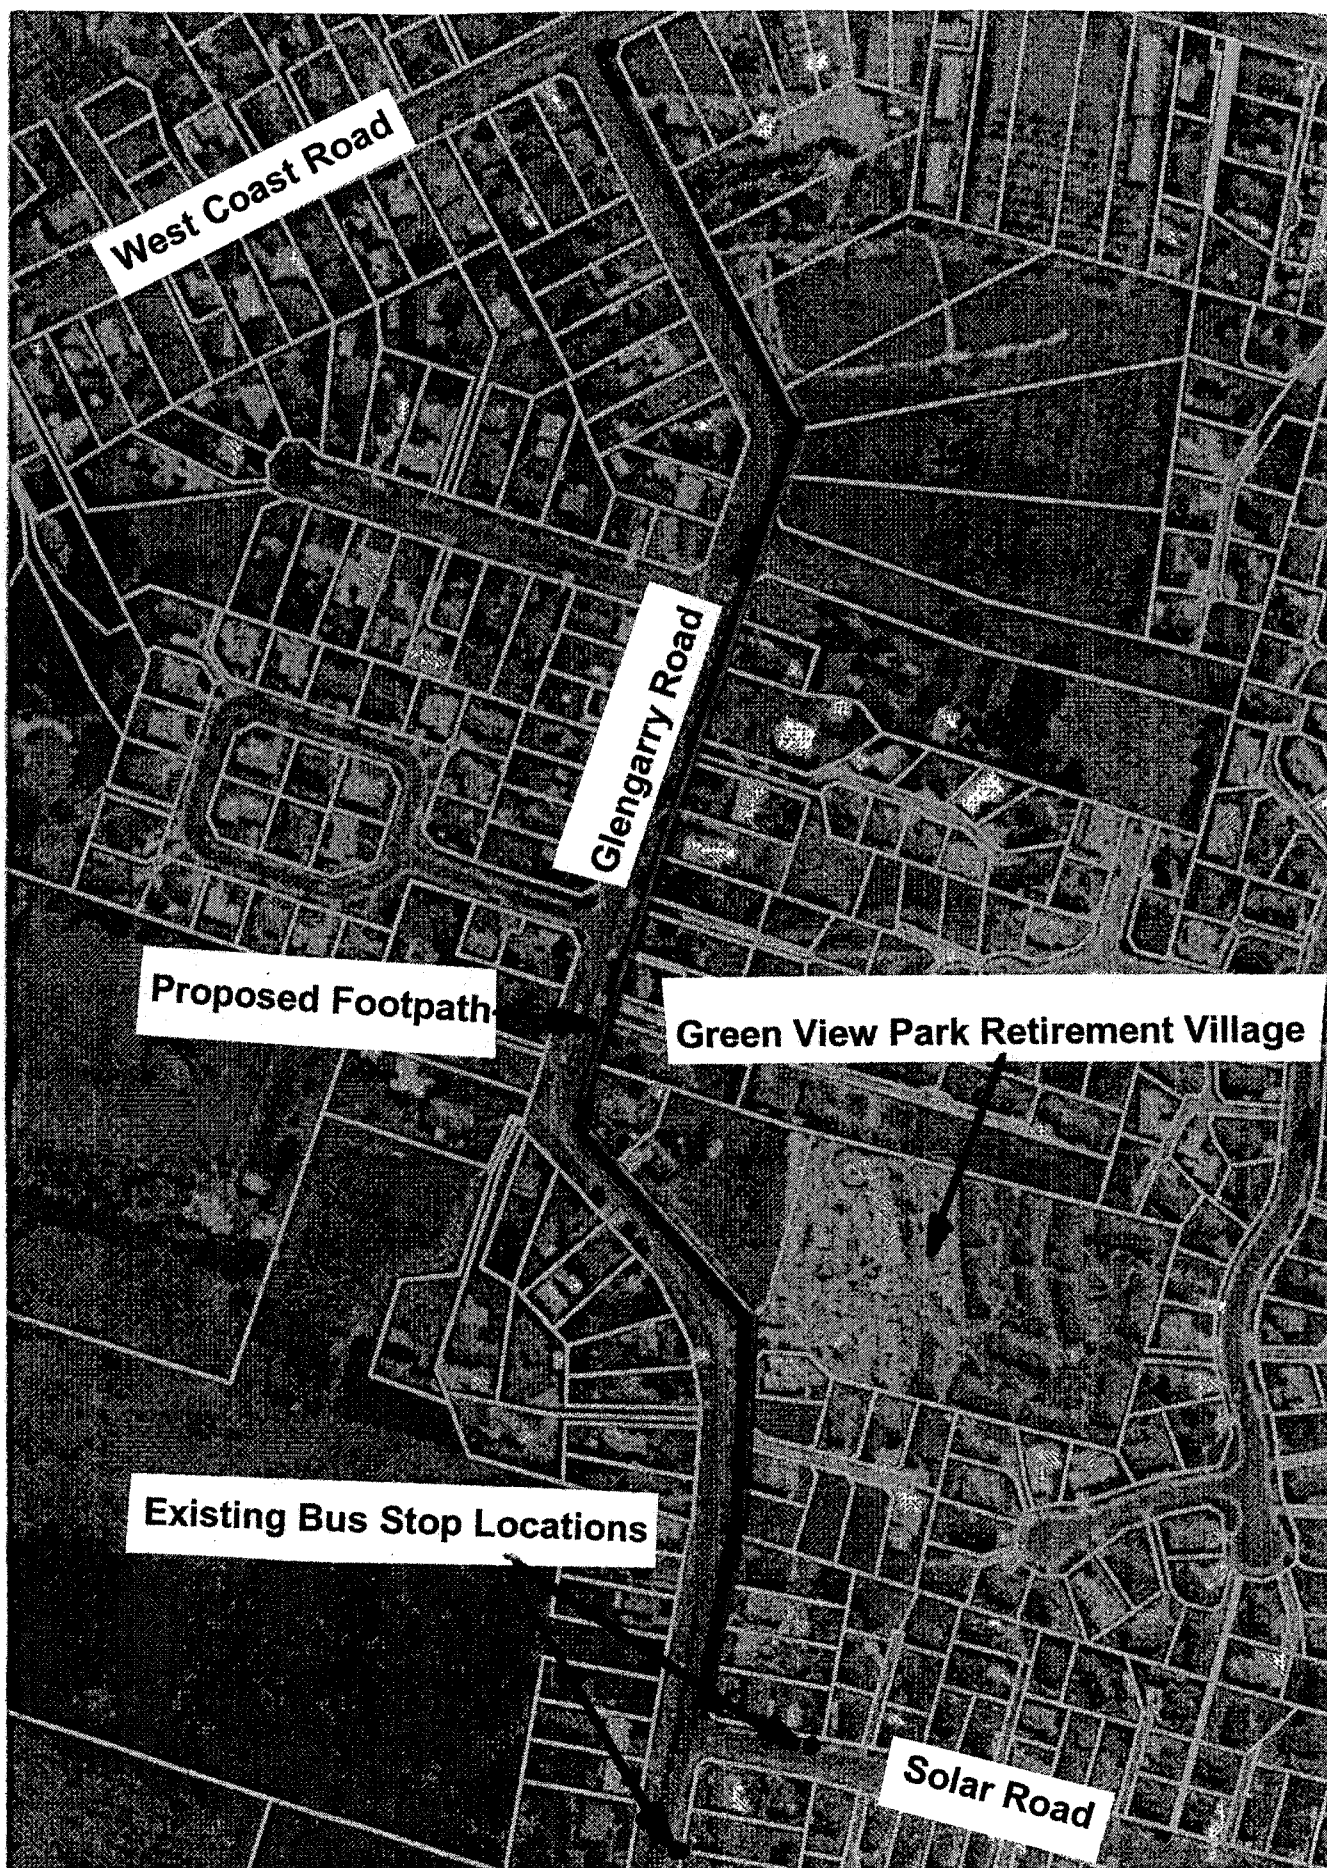 West Coast Road
Glengarry Road
Proposed Footpath
Green View Park Retirement Village
Existing Bus Stop Locations
Solar Road